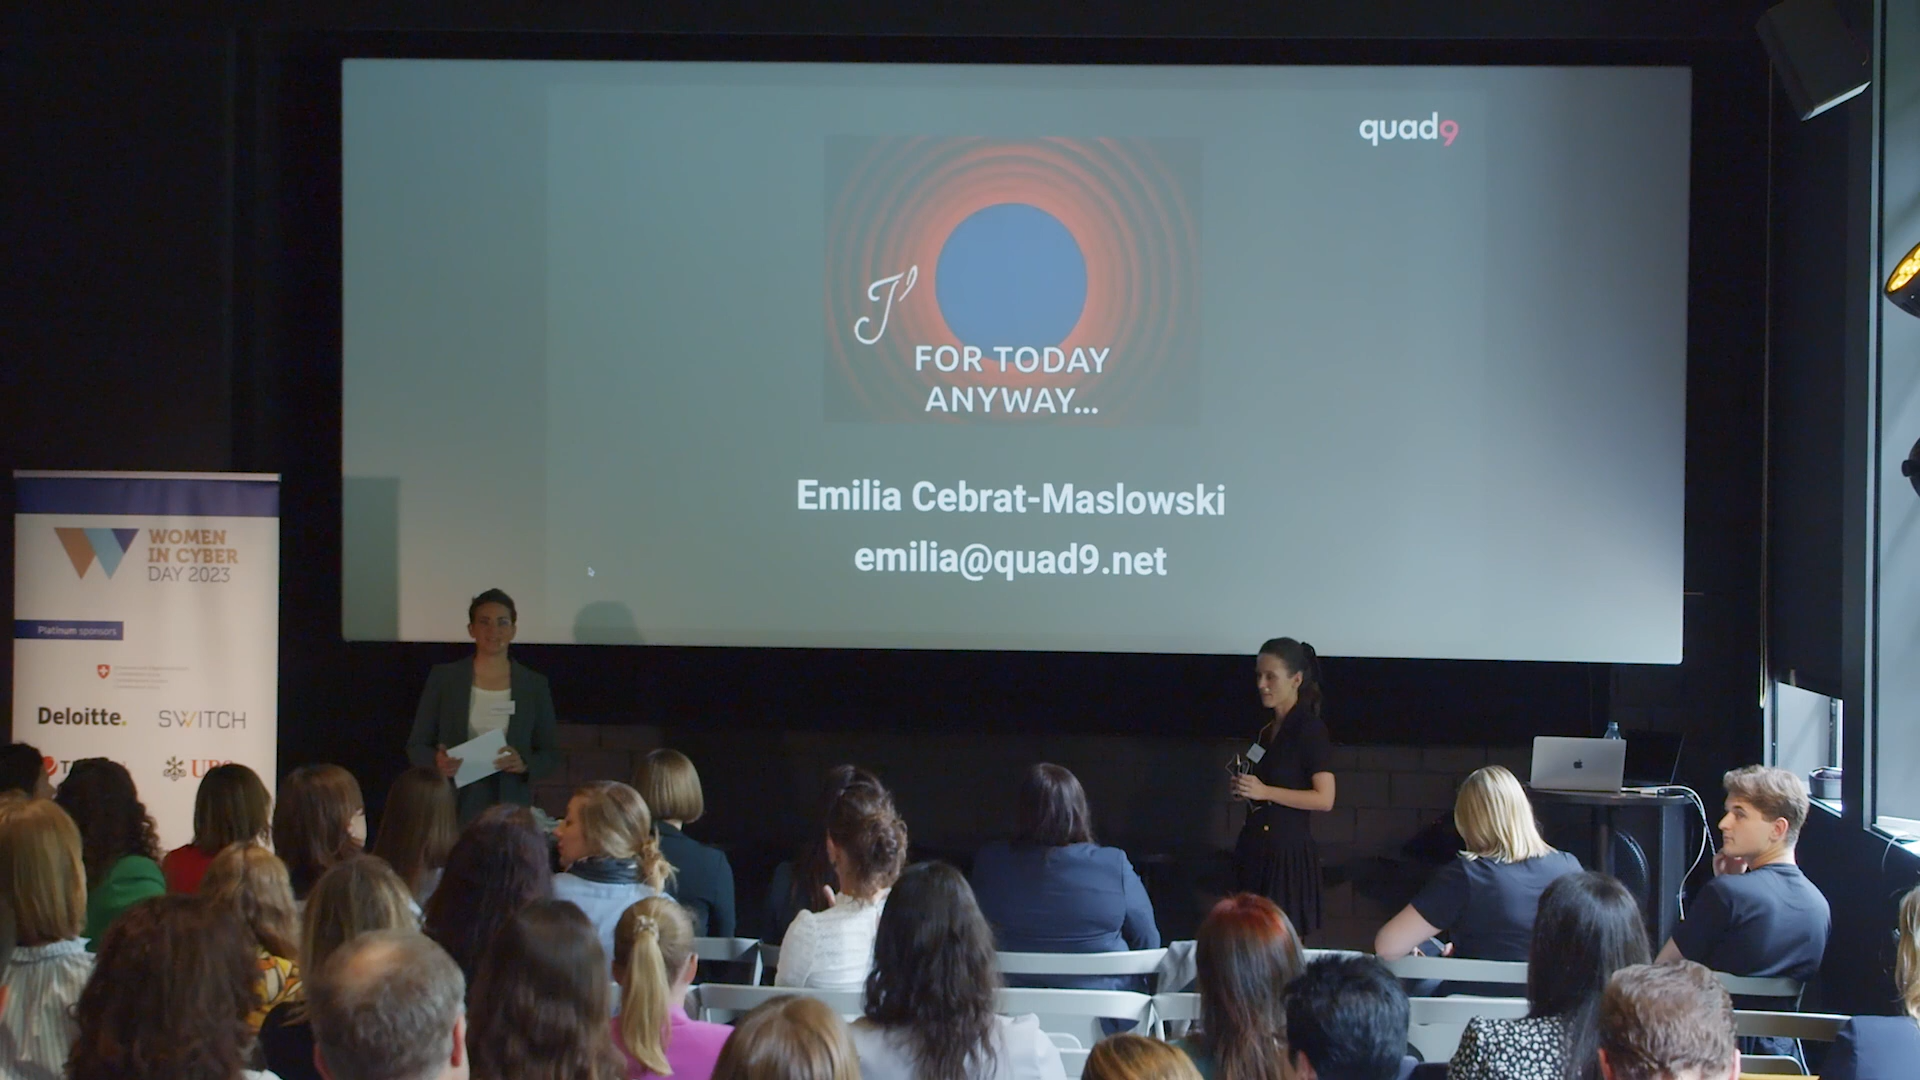 quad9
J'
FOR TODAY
ANYWAY...
Emilia Cebrat-Maslowski
emilia@quad9.net
WOMEN
IN CYBER
DAY 2023
Platinum sponsors
Deloitte.
SWITCH
UBS